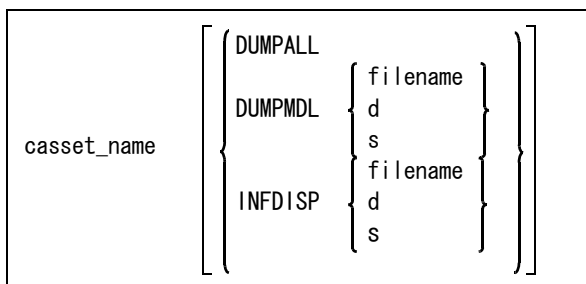 DUMPALL
filename
DUMPMDL d
s
casset_name
filename
INFDISP d
s